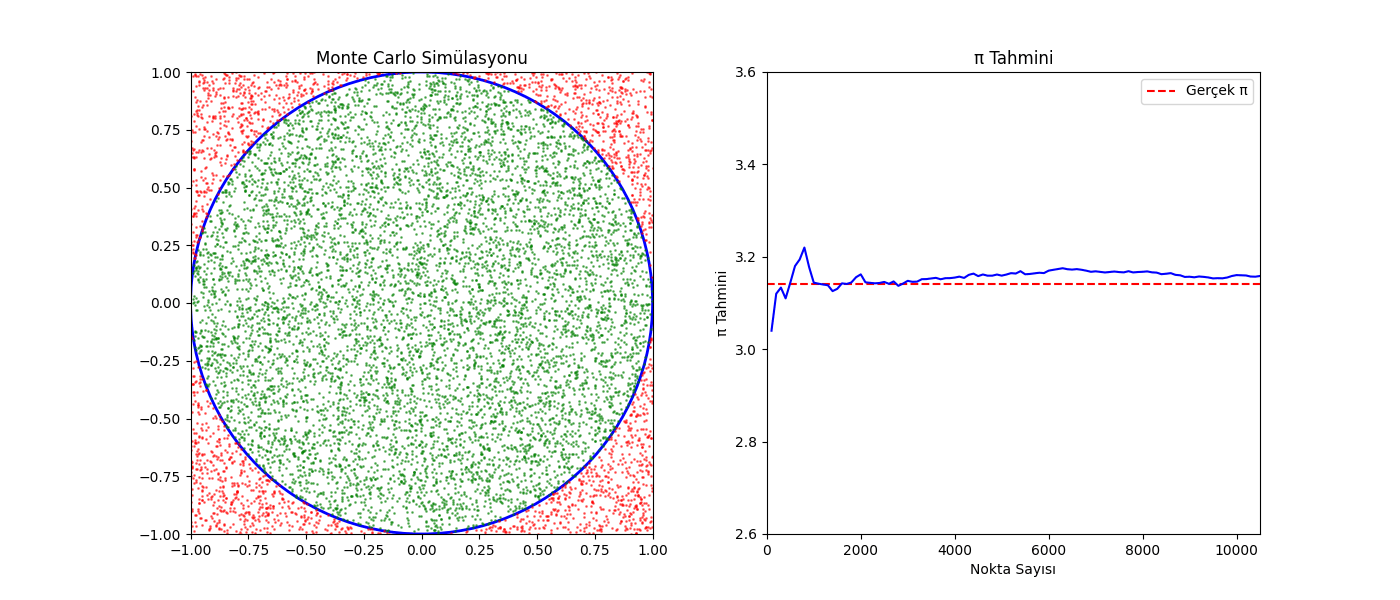 Monte Carlo Simülasyonu
1.00
0.75
0.50
0.25
0.00
−0.25
−0.50
−0.75
−1.00
−1.00 −0.75 −0.50 −0.25 0.00 0.25 0.50 0.75 1.00
π Tahmini
Gerçek π
π Tahmini
3.6
3.4
3.2
3.0
2.8
2.6
0 2000 4000 6000 8000 10000
Nokta Sayısı